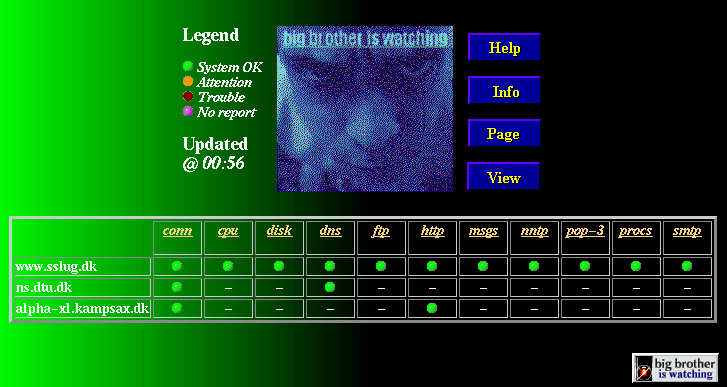 Legend
System OK
Attention
Trouble
No report
Updated
@ 00:56
big brother is watching
Help
Info
Page
View
conn cpu disk dns ftp http msgs nntp pop-3 procs smtp
www.sslug.dk
ns.dtu.dk – – – – – – – – –
alpha-xl.kampsax.dk – – – – – – – – –
big brother
is watching